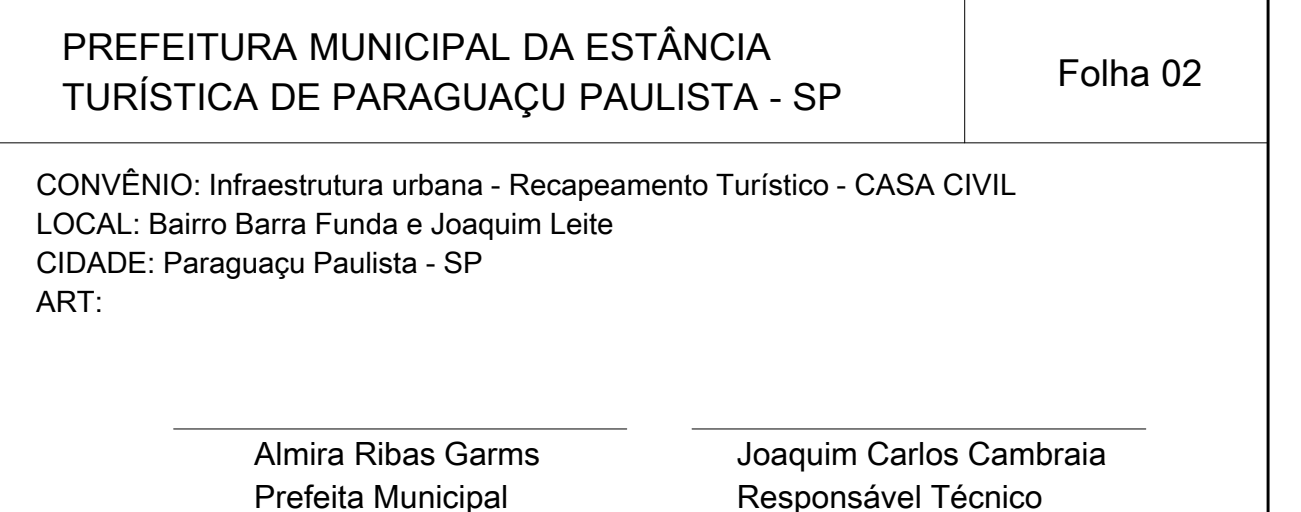 PREFEITURA MUNICIPAL DA ESTÂNCIA
TURÍSTICA DE PARAGUAÇU PAULISTA - SP
Folha 02
CONVÊNIO: Infraestrutura urbana - Recapeamento Turístico - CASA CIVIL
LOCAL: Bairro Barra Funda e Joaquim Leite
CIDADE: Paraguaçu Paulista - SP
ART:
Almira Ribas Garms
Prefeita Municipal
Joaquim Carlos Cambraia
Responsável Técnico